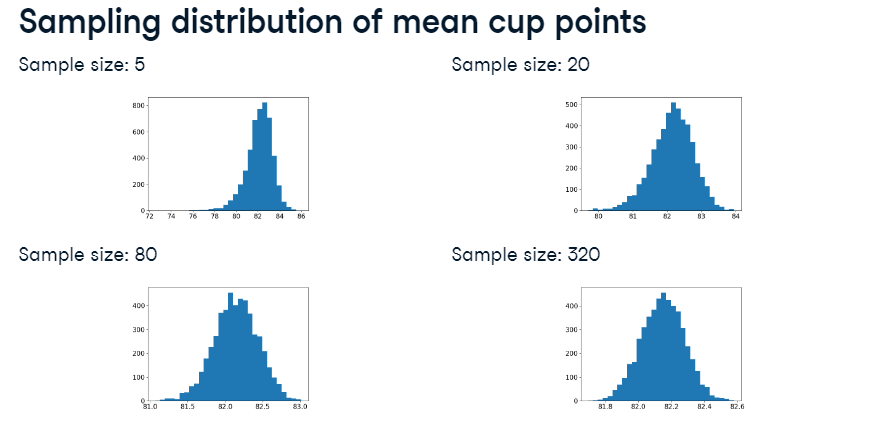 Sampling distribution of mean cup points
Sample size: 5
Sample size: 20
800
600
400
200
0
72 74 76 78 80 82 84 86
500
400
300
200
100
0
80 81 82 83 84
Sample size: 80
Sample size: 320
400
300
200
100
0
81.0 81.5 82.0 82.5 83.0
400
300
200
100
0
81.8 82.0 82.2 82.4 82.6